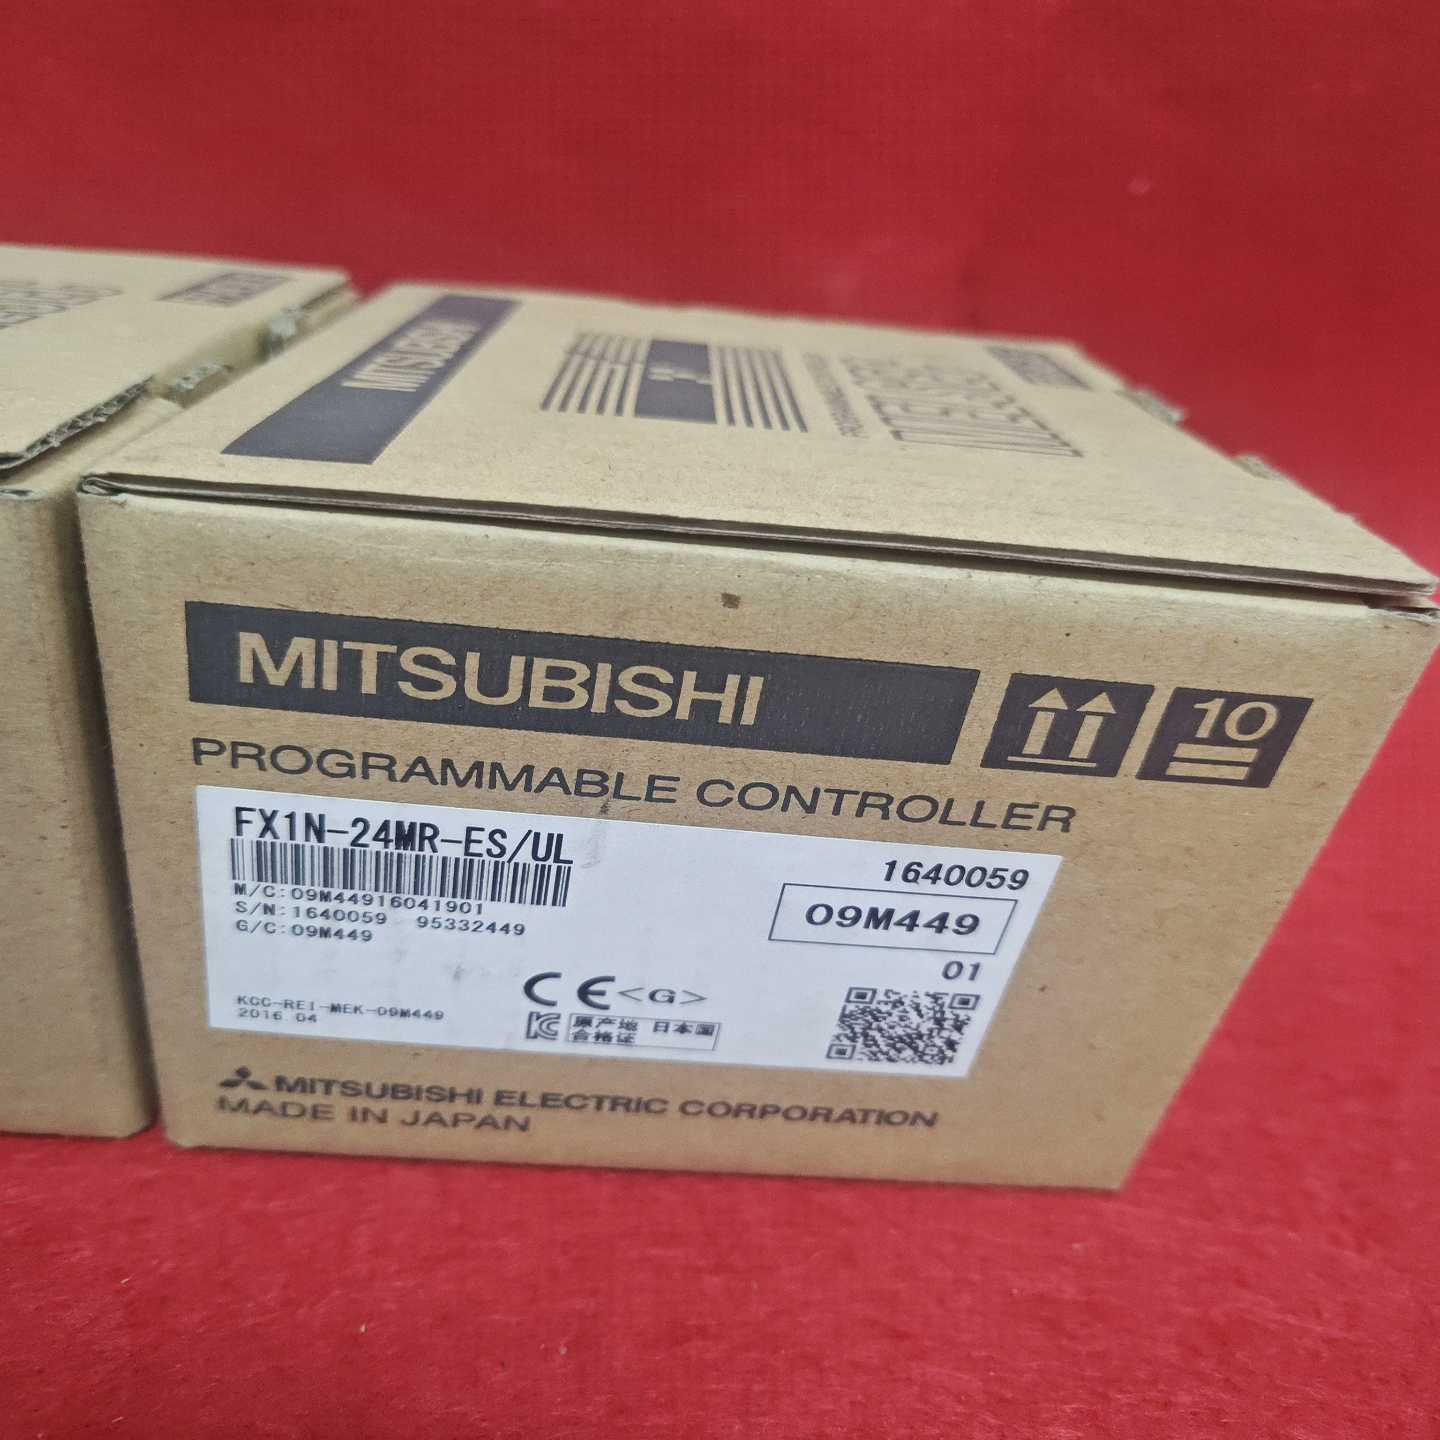 MITSUBISHI
MITSUBISHI
10
PROGRAMMABLE CONTROLLER
FX1N-24MR-ES/UL
1640059
M/C:09M44916041901
S/N:1640059 95332449
G/C:09M449
09M449
01
CE <G>
KCC-REI-MEK-09M449
2016.04
原产地 日本国
合格证
MITSUBISHI ELECTRIC CORPORATION
MADE IN JAPAN